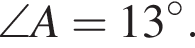 ∠A = 13°.